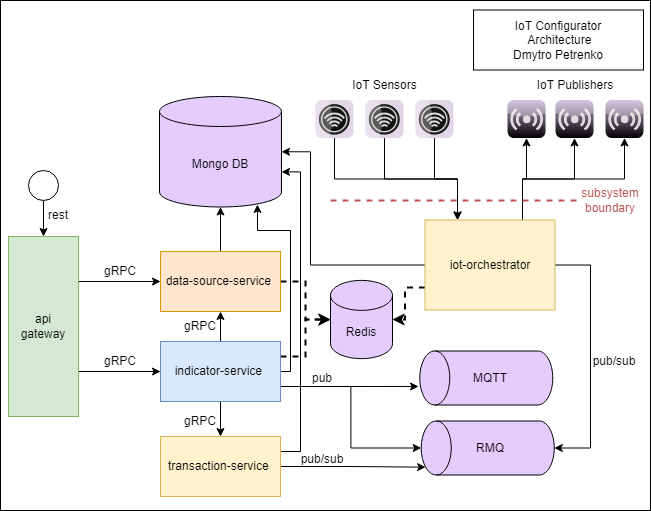 IoT Configurator
Architecture
Dmytro Petrenko
IoT Sensors
IoT Publishers
Mongo DB
subsystem
boundary
rest
iot-orchestrator
gRPC
data-source-service
api
gateway
gRPC
Redis
gRPC
indicator-service
pub
MQTT
pub/sub
gRPC
RMQ
transaction-service
pub/sub